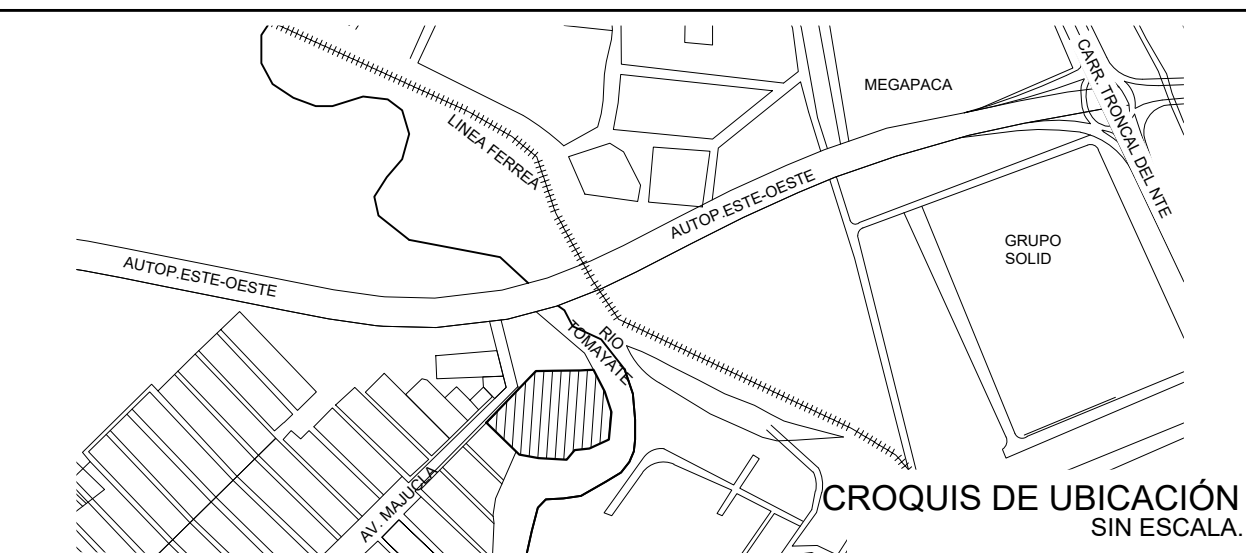 MEGAPACA
CARR. TRONCAL DEL NTE
LINEA FERREA
AUTOP.ESTE-OESTE
GRUPO
SOLID
AUTOP.ESTE-OESTE
RIO
TOMAYATE
AV. MAJUCLA
CROQUIS DE UBICACIÓN
SIN ESCALA.